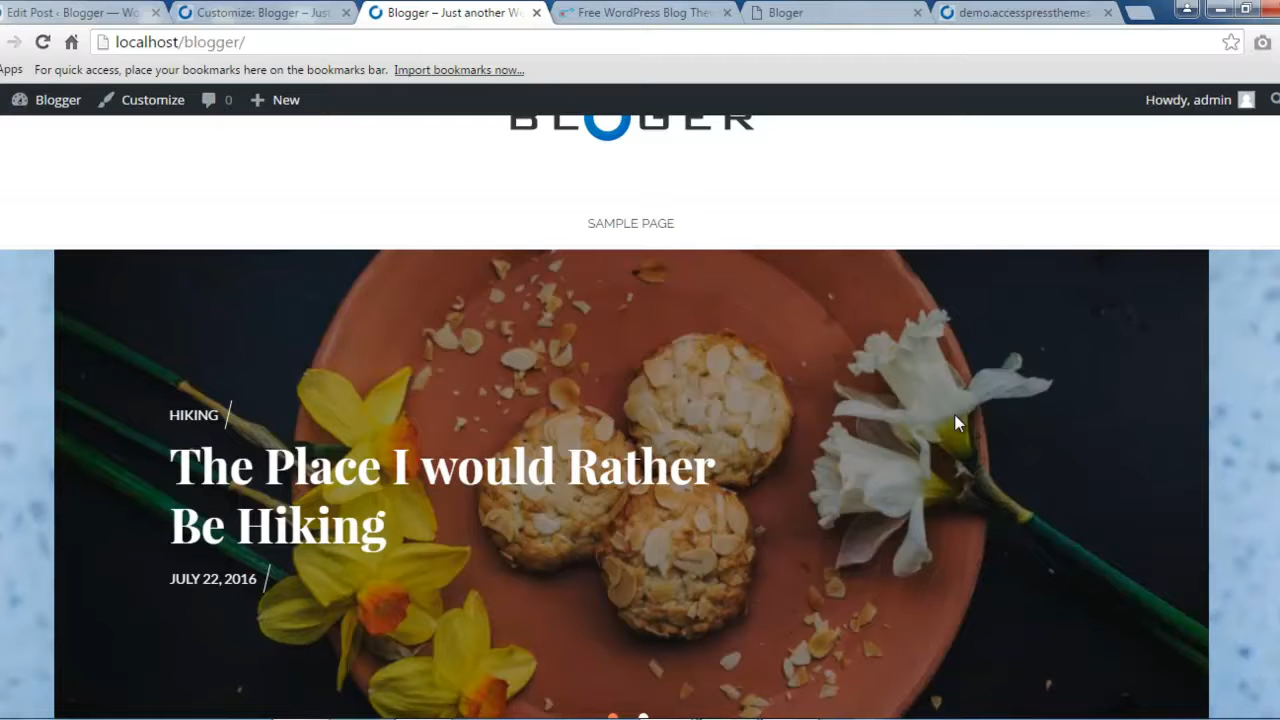 Edit Post ‹ Blogger — Wo
Customize: Blogger – Just
Blogger – Just another W
Free WordPress Blog The
Bloger
demo.accesspressthemes
localhost/blogger/
Apps
For quick access, place your bookmarks here on the bookmarks bar. Import bookmarks now...
Blogger
Customize
0
New
Howdy, admin
BLOGER
SAMPLE PAGE
HIKING
The Place I would Rather
Be Hiking
JULY 22, 2016